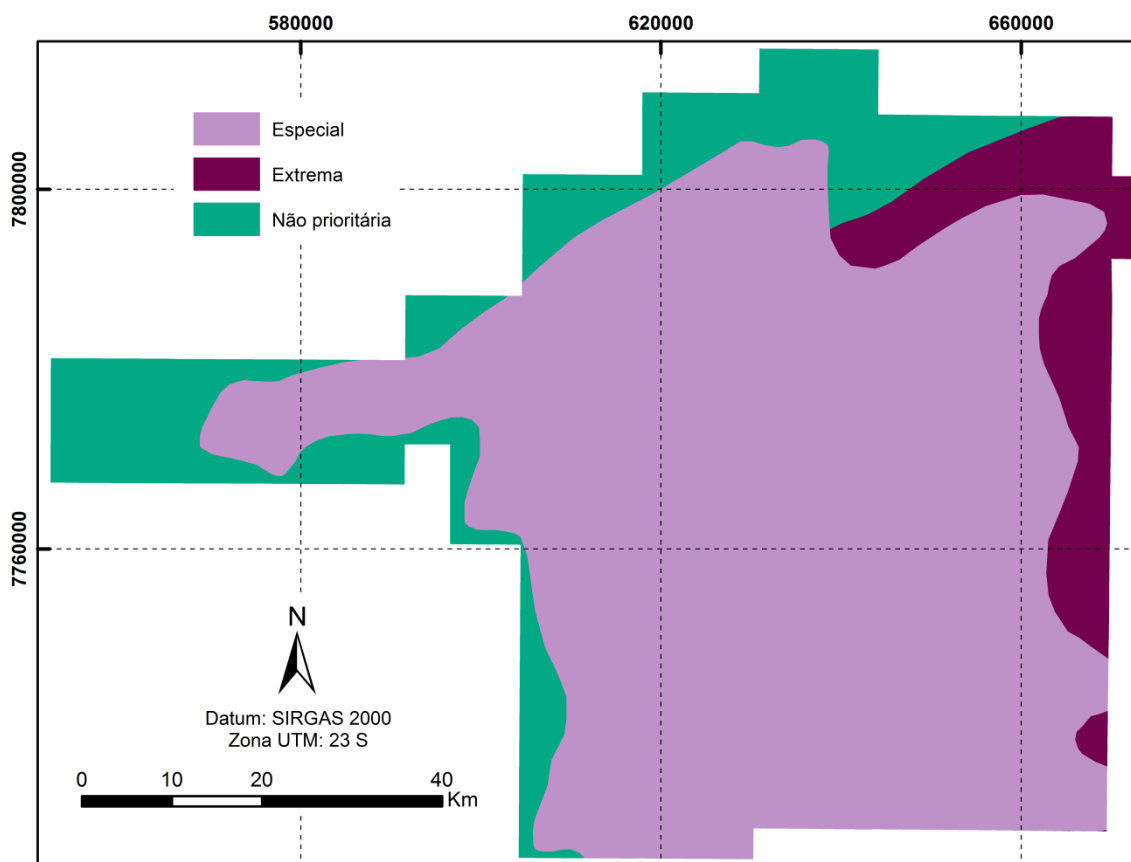 580000 620000 660000
7800000
7760000
Especial
Extrema
Não prioritária
N
Datum: SIRGAS 2000
Zona UTM: 23 S
0 10 20 40
Km